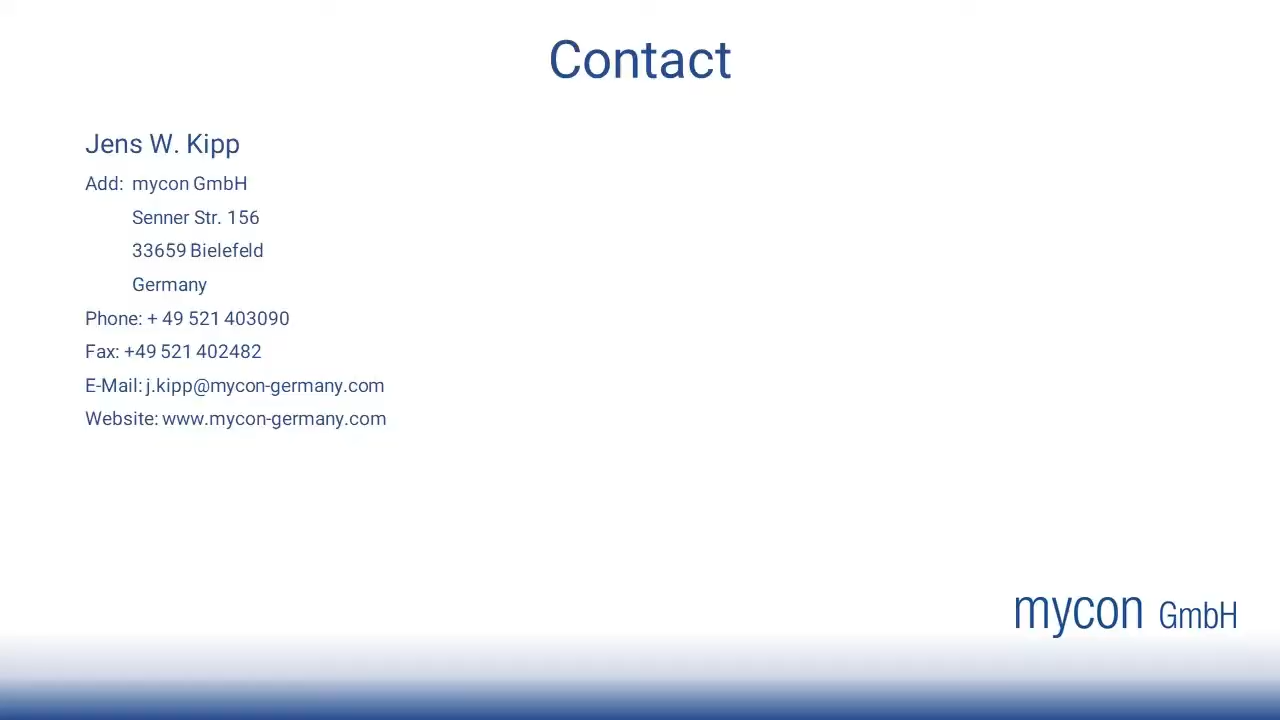 Contact
Jens W. Kipp
Add: mycon GmbH
Senner Str. 156
33659 Bielefeld
Germany
Phone: + 49 521 403090
Fax: +49 521 402482
E-Mail: j.kipp@mycon-germany.com
Website: www.mycon-germany.com
mycon GmbH